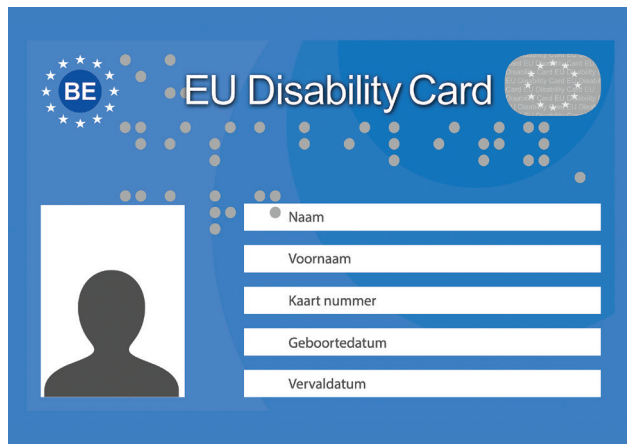 BE
EU Disability Card
Naam
Voornaam
Kaart nummer
Geboortedatum
Vervaldatum